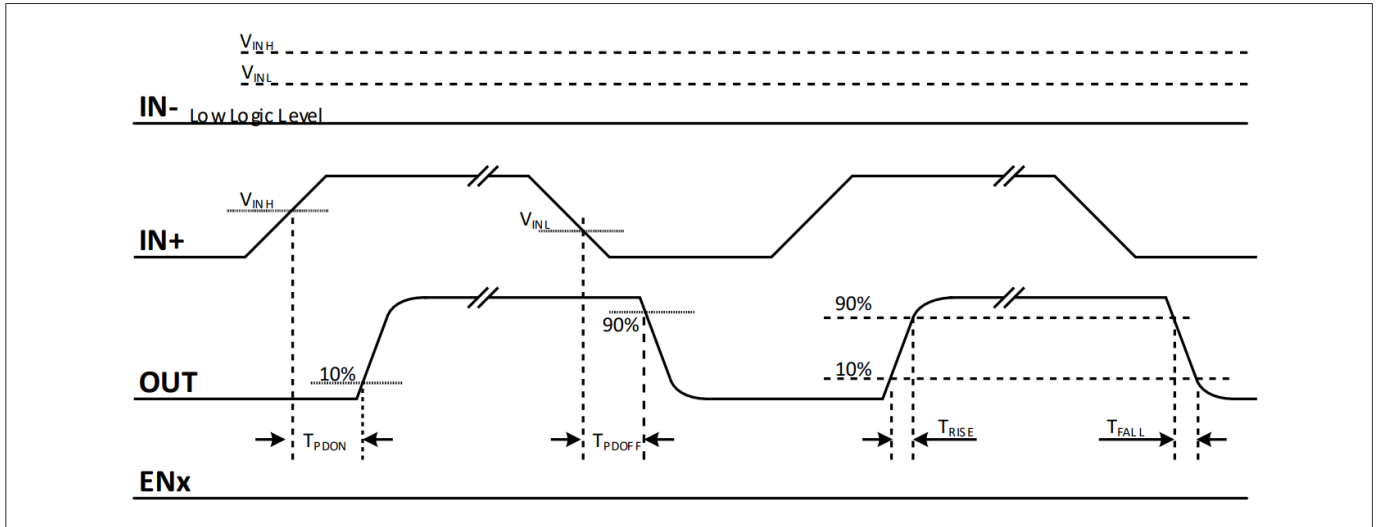 VINH
VINL
IN- Low Logic Level
VINH
VINL
IN+
90%
90%
10%
10%
OUT
TPDON
TPDOFF
TRISE
TFALL
ENx